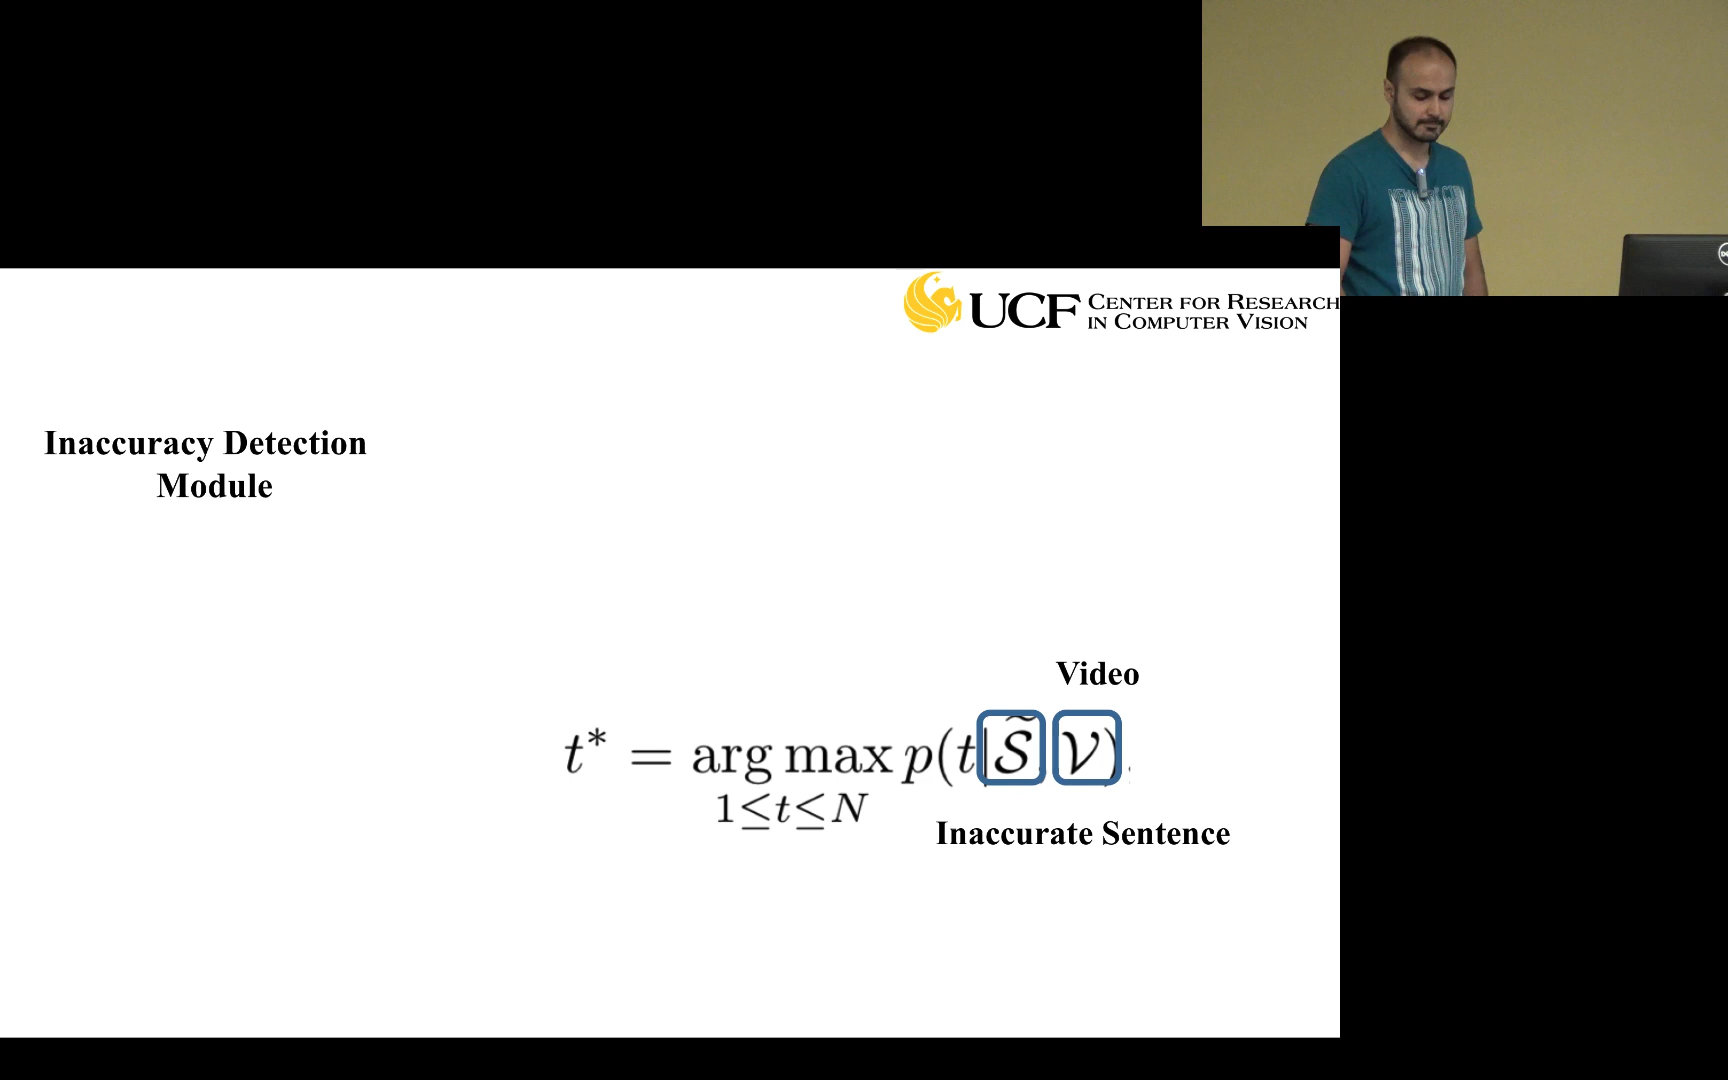 UCF CENTER FOR RESEARCH
IN COMPUTER VISION
Inaccuracy Detection
Module
Video
t* = arg max p(t|S̃ V).
1≤t≤N
Inaccurate Sentence